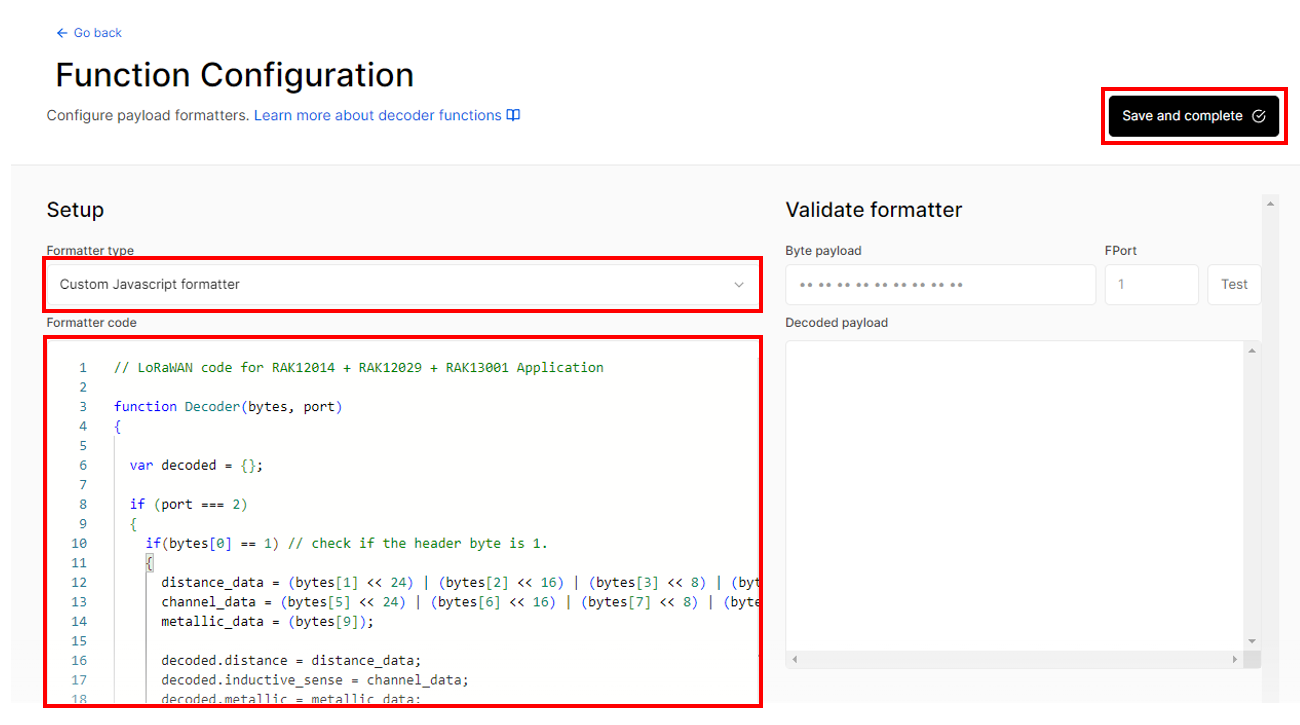 Go back
Function Configuration
Configure payload formatters. Learn more about decoder functions
Save and complete
Setup
Formatter type
Custom Javascript formatter
Formatter code
1 // LoRaWAN code for RAK12014 + RAK12029 + RAK13001 Application
2
3 function Decoder(bytes, port)
4 {
5
6 var decoded = {};
7
8 if (port === 2)
9 {
10 if(bytes[0] == 1) // check if the header byte is 1.
11 {
12 distance_data = (bytes[1] << 24) | (bytes[2] << 16) | (bytes[3] << 8) | (byt
13 channel_data = (bytes[5] << 24) | (bytes[6] << 16) | (bytes[7] << 8) | (byte
14 metallic_data = (bytes[9]);
15
16 decoded.distance = distance_data;
17 decoded.inductive_sense = channel_data;
18 decoded.metallic = metallic_data;
Validate formatter
Byte payload
FPort
•• •• •• •• •• •• •• •• ••
1
Test
Decoded payload